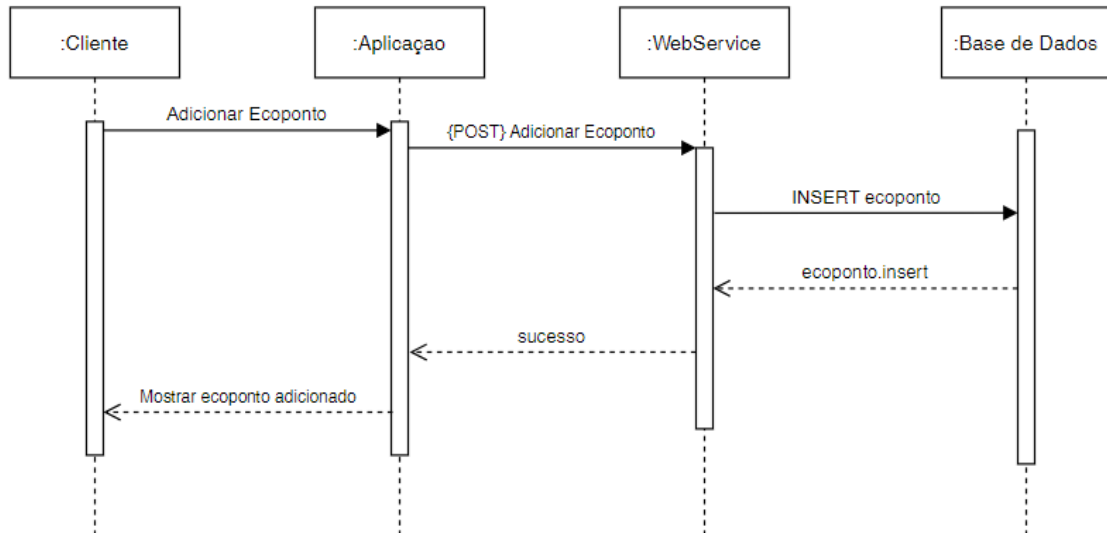 :Cliente
:Aplicaçao
:WebService
:Base de Dados
Adicionar Ecoponto
{POST} Adicionar Ecoponto
INSERT ecoponto
ecoponto.insert
sucesso
Mostrar ecoponto adicionado